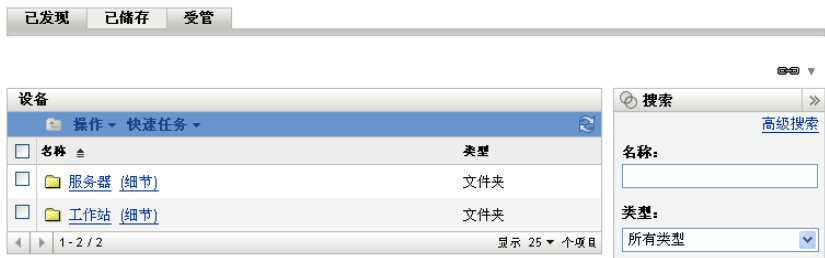 已发现 已储存 受管
设备
操作 快速任务
名称 类型
服务器 (细节) 文件夹
工作站 (细节) 文件夹
1 - 2 / 2 显示 25 个项目
搜索
高级搜索
名称:
类型:
所有类型